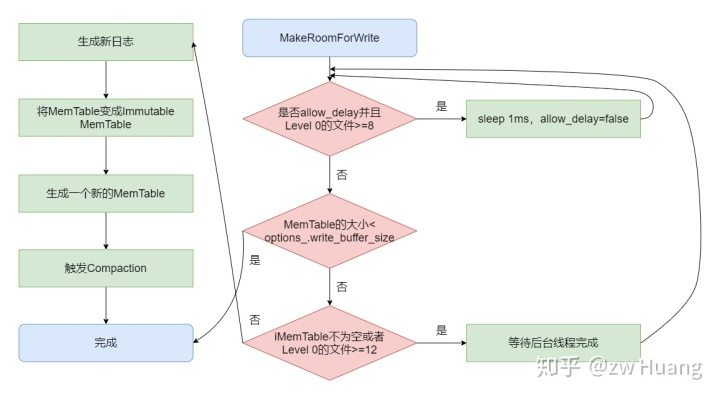 生成新日志
将MemTable变成Immutable
MemTable
生成一个新的MemTable
触发Compaction
完成
MakeRoomForWrite
是否allow_delay并且
Level 0的文件>=8
是
sleep 1ms，allow_delay=false
否
MemTable的大小<
options_.write_buffer_size
是
否
iMemTable不为空或者
Level 0的文件>=12
否
是
等待后台线程完成
知乎 @zw Huang